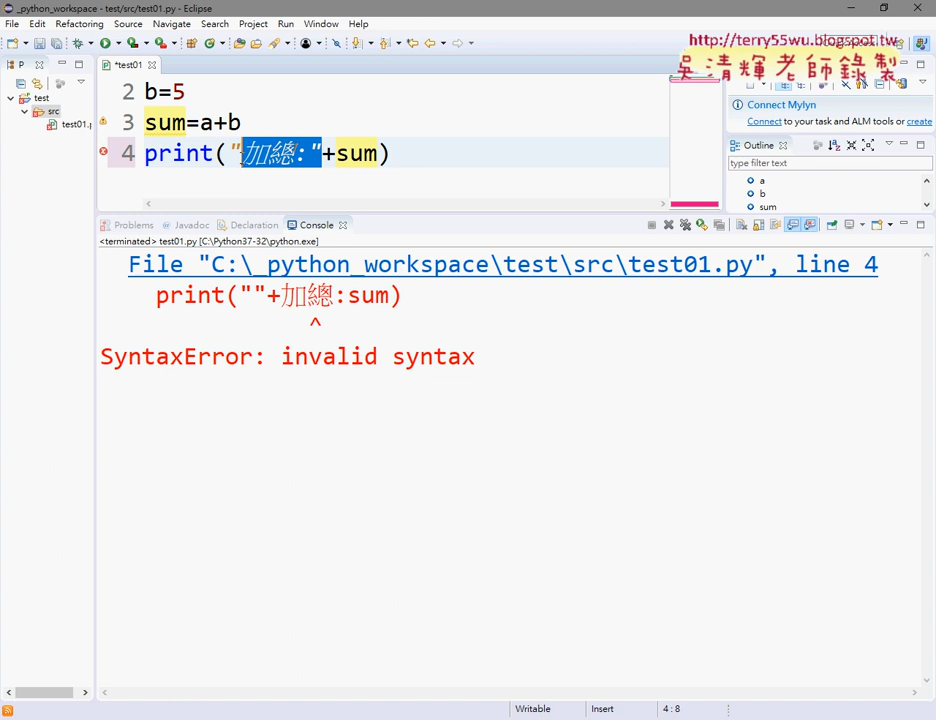 _python_workspace - test/src/test01.py - Eclipse
File Edit Refactoring Source Navigate Search Project Run Window Help
http://terry55wu.blogspot.tw
吳清輝老師錄製
P
*test01
test
src
test01.p
2 b=5
3 sum=a+b
4 print("加總:"+sum)
Connect Mylyn
Connect to your task and ALM tools or create
Outline
type filter text
a
b
sum
Problems Javadoc Declaration Console
<terminated> test01.py [C:\Python37-32\python.exe]
File "C:\_python_workspace\test\src\test01.py", line 4
print(""+加總:sum)
^
SyntaxError: invalid syntax
Writable Insert 4 : 8